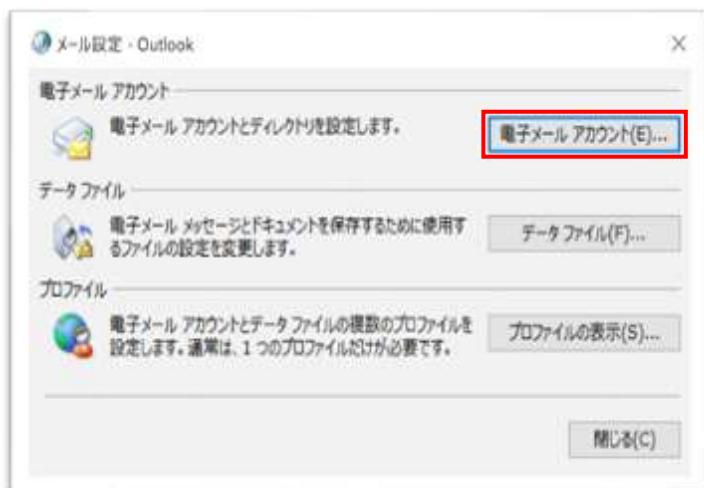 メール設定 - Outlook
電子メール アカウント
電子メール アカウントとディレクトリを設定します。
電子メール アカウント(E)...
データ ファイル
電子メール メッセージとドキュメントを保存するために使用す
るファイルの設定を変更します。
データ ファイル(F)...
プロファイル
電子メール アカウントとデータ ファイルの複数のプロファイルを
設定します。通常は、1 つのプロファイルだけが必要です。
プロファイルの表示(S)...
閉じる(C)